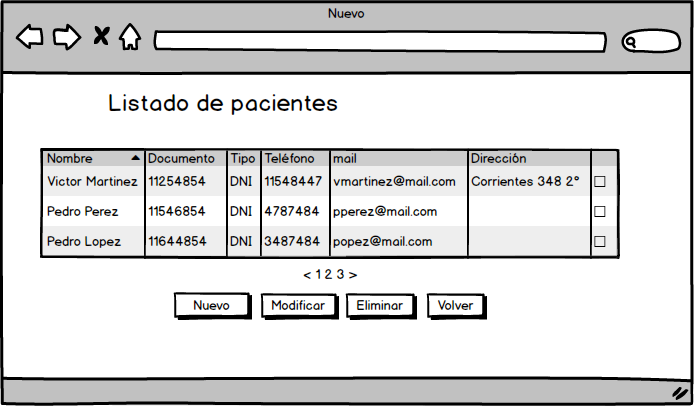 Nuevo
Listado de pacientes
Nombre Documento Tipo Teléfono mail Dirección
Victor Martinez 11254854 DNI 11548447 vmartinez@mail.com Corrientes 348 2°
Pedro Perez 11546854 DNI 4787484 pperez@mail.com
Pedro Lopez 11644854 DNI 3487484 popez@mail.com
< 1 2 3 >
Nuevo Modificar Eliminar Volver